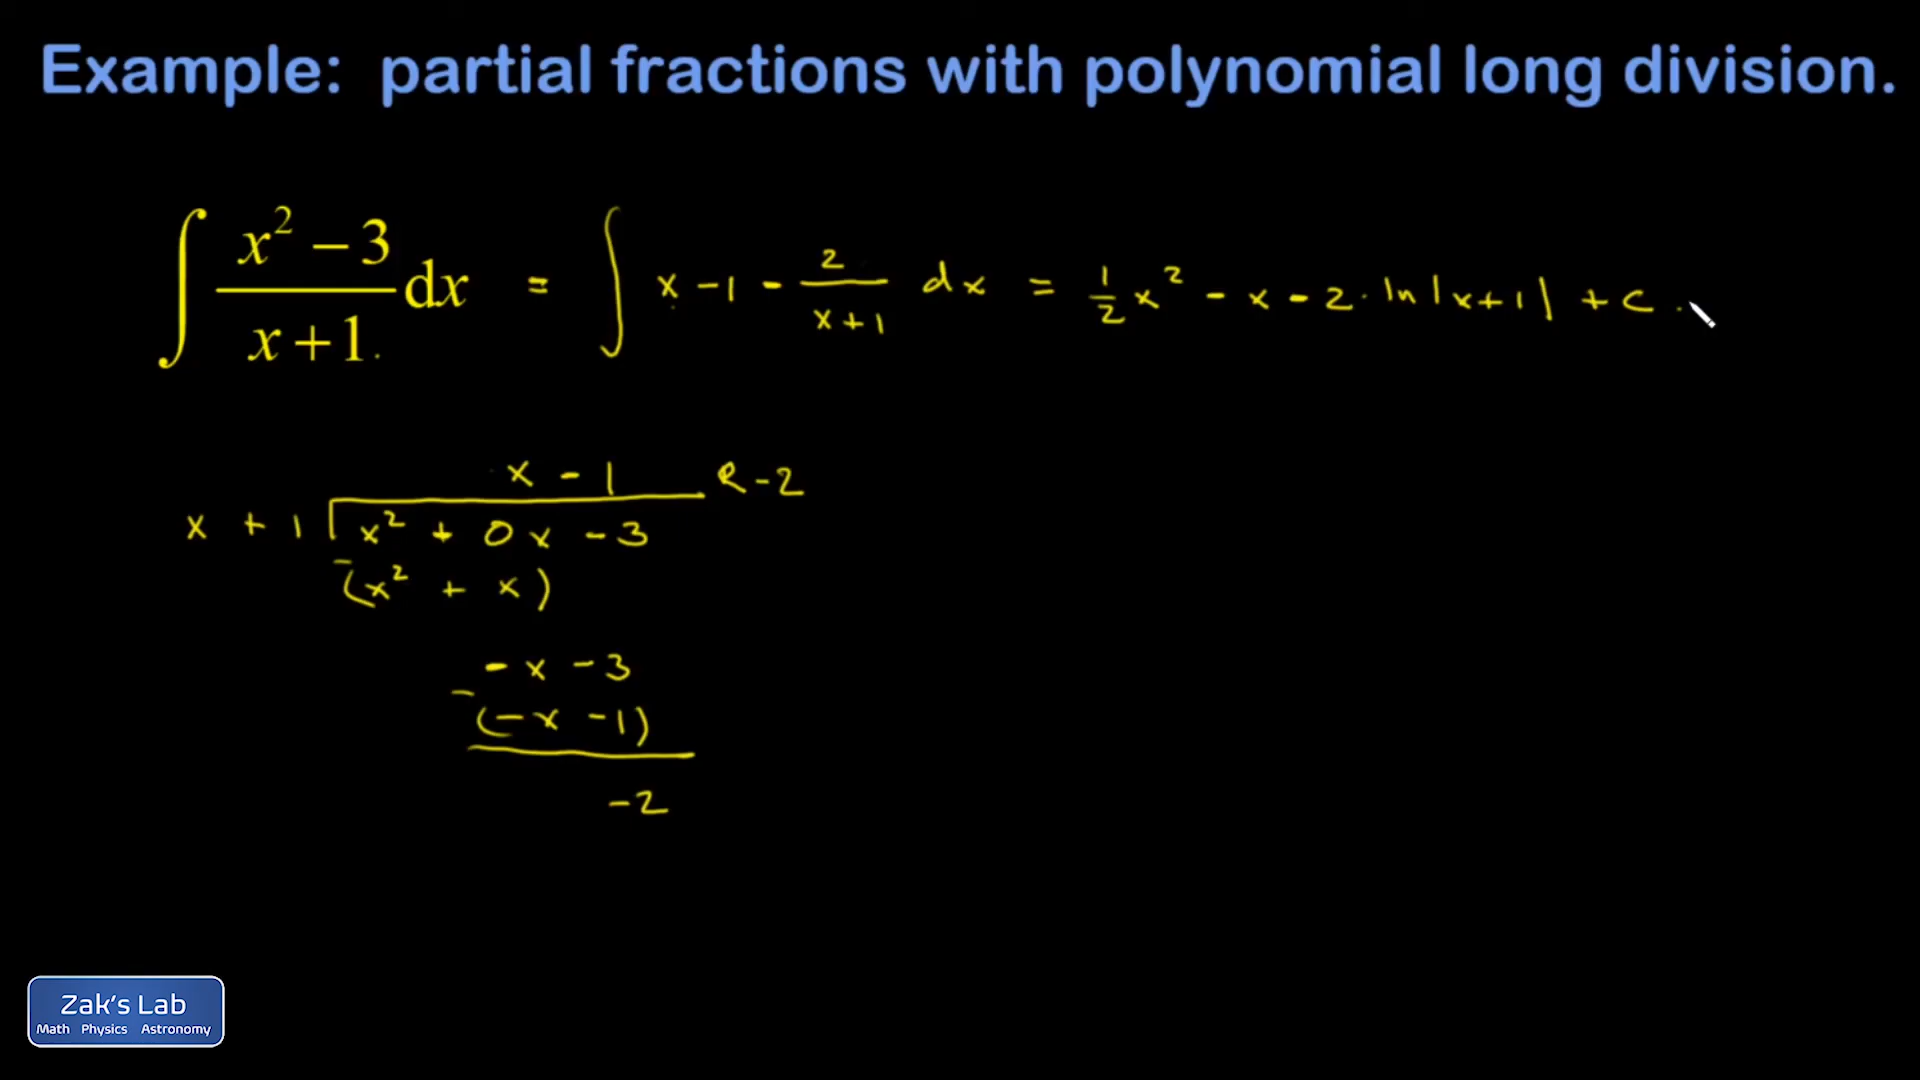 Example: partial fractions with polynomial long division.
∫ (x² − 3)/(x + 1) dx = ∫ x − 1 − 2/(x + 1) dx = ½x² − x − 2 · ln|x + 1| + C.
x − 1 R − 2
x + 1 x² + 0x − 3
−(x² + x)
−x − 3
−(−x − 1)
−2
Zak's Lab
Math Physics Astronomy